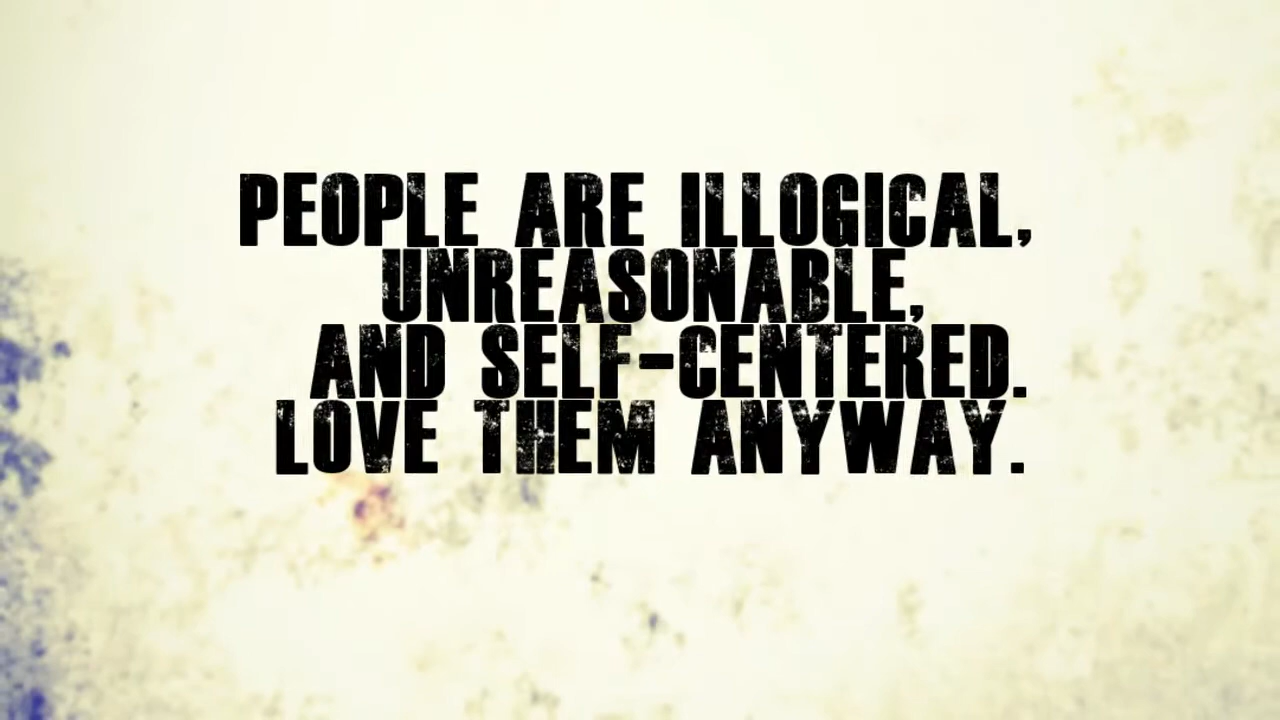 PEOPLE ARE ILLOGICAL,
UNREASONABLE,
AND SELF-CENTERED.
LOVE THEM ANYWAY.